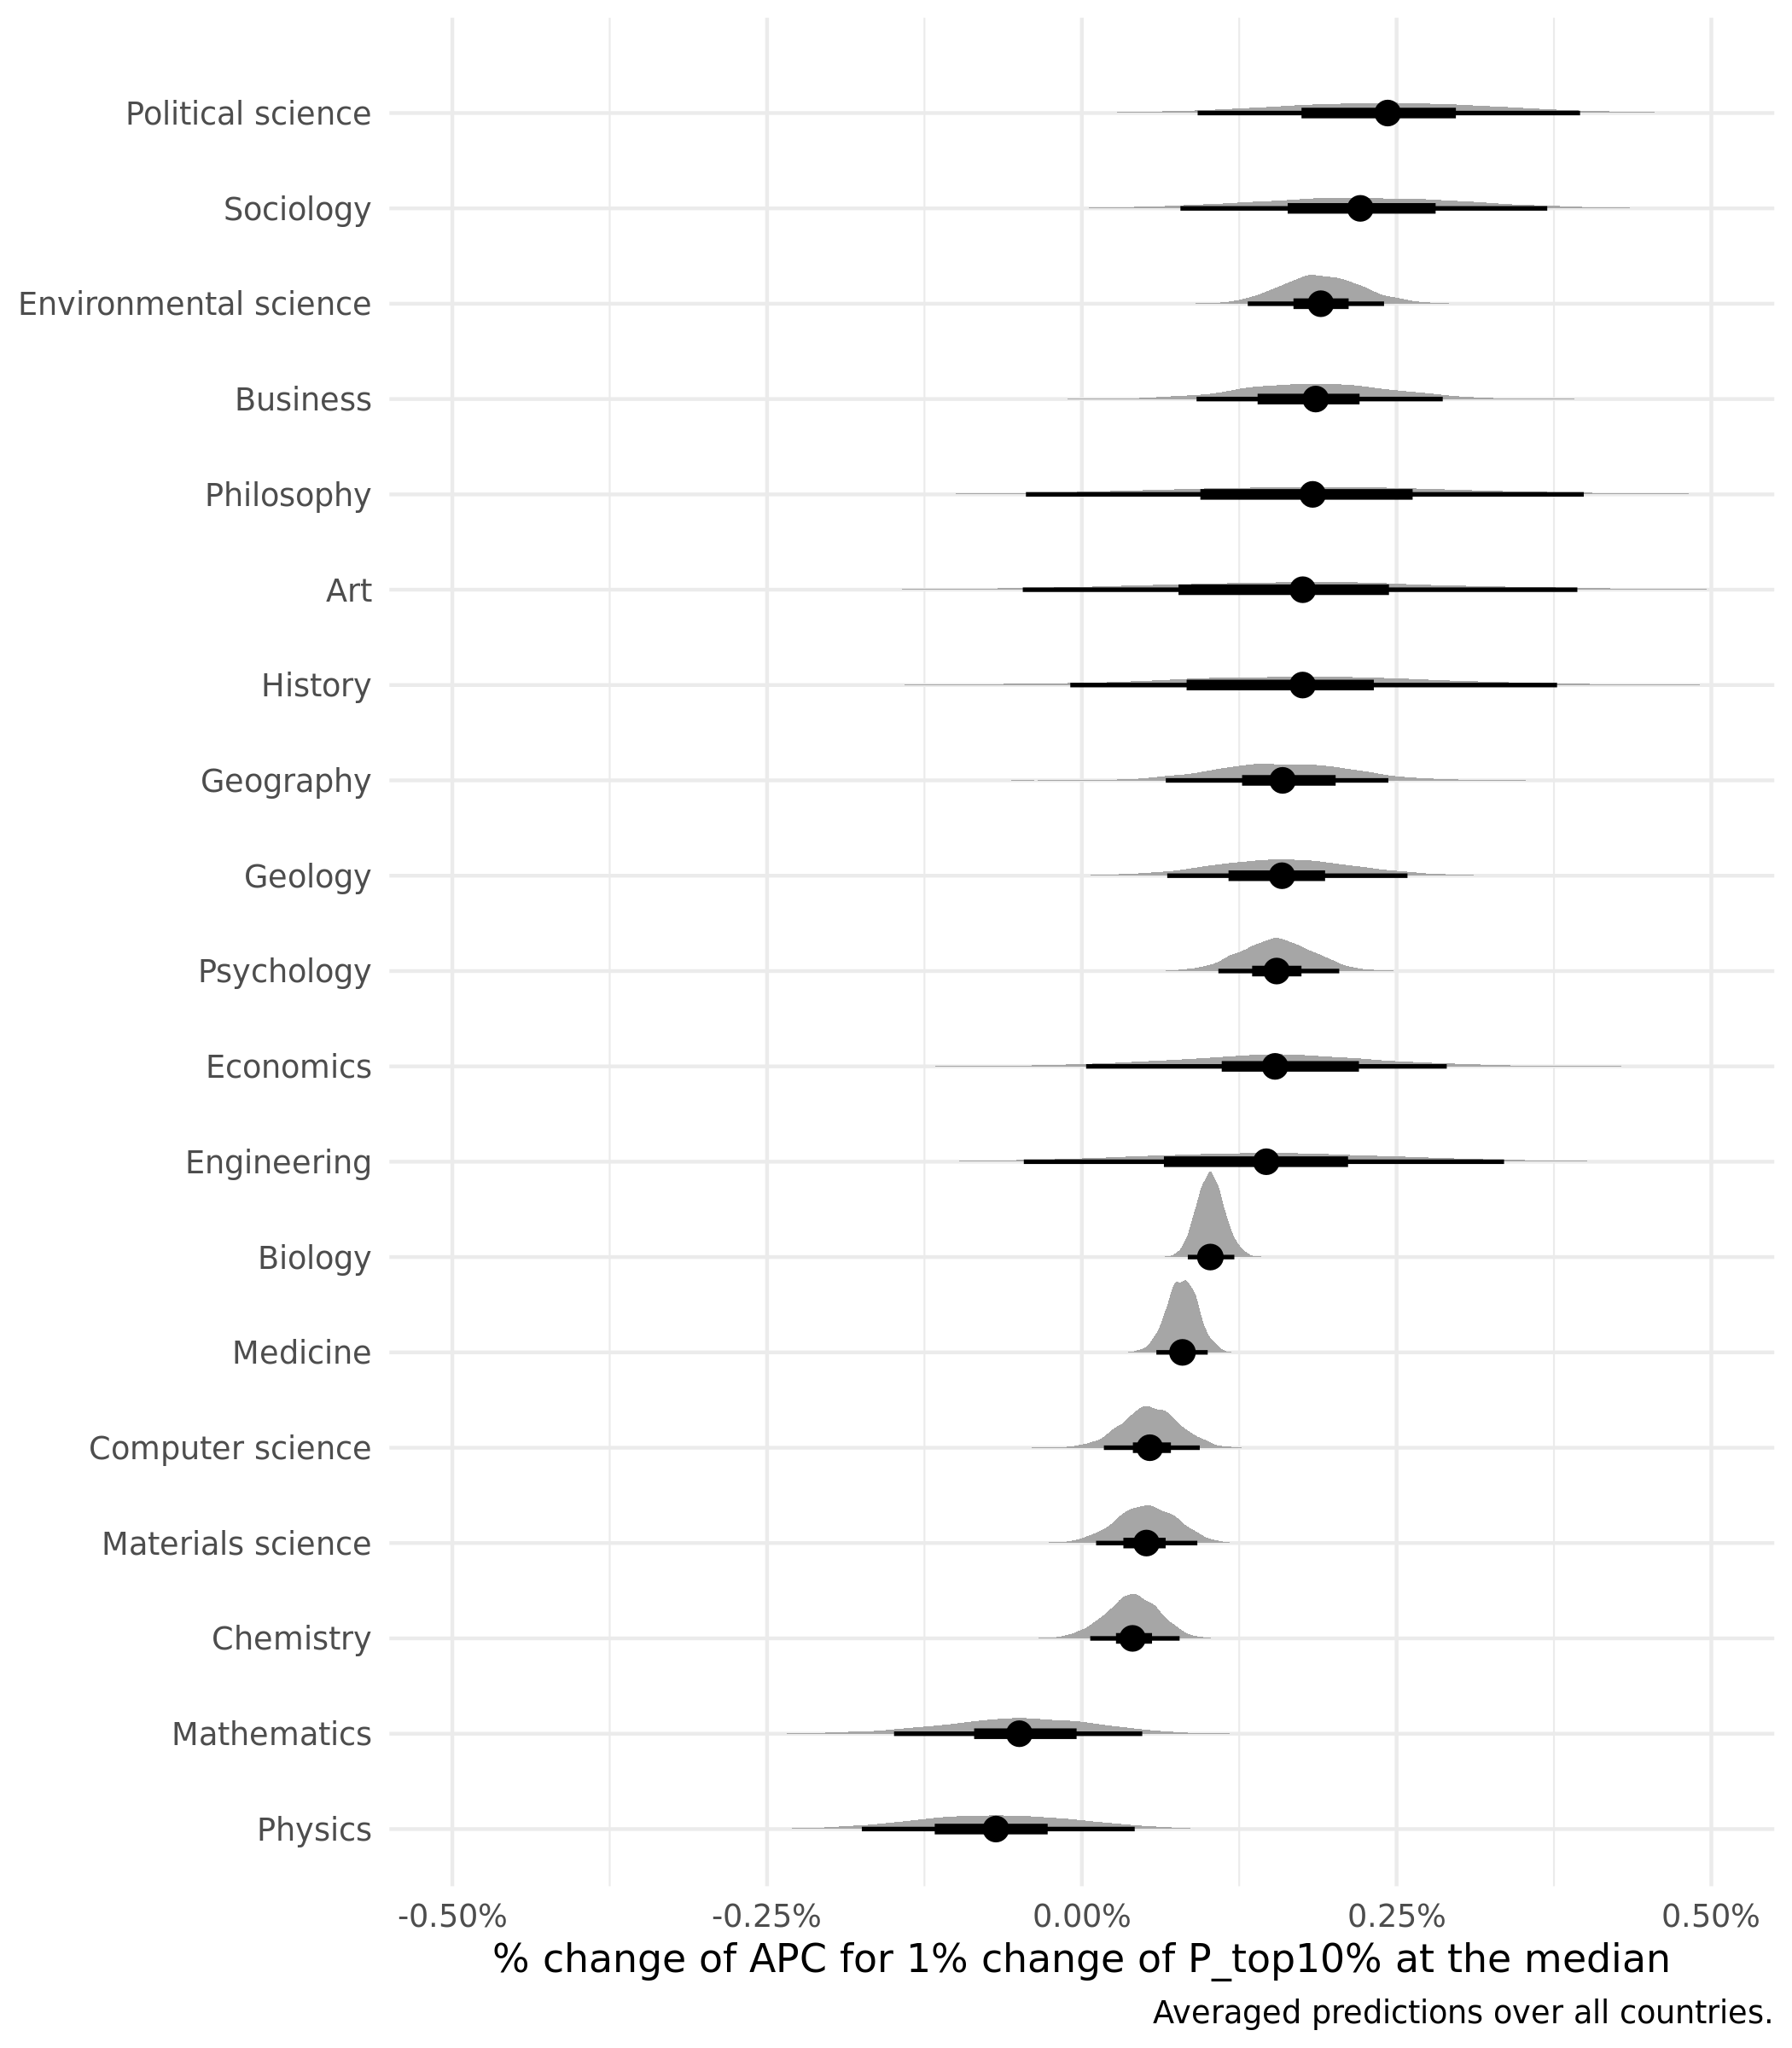 Political science
Sociology
Environmental science
Business
Philosophy
Art
History
Geography
Geology
Psychology
Economics
Engineering
Biology
Medicine
Computer science
Materials science
Chemistry
Mathematics
Physics
-0.50% -0.25% 0.00% 0.25% 0.50%
% change of APC for 1% change of P_top10% at the median
Averaged predictions over all countries.